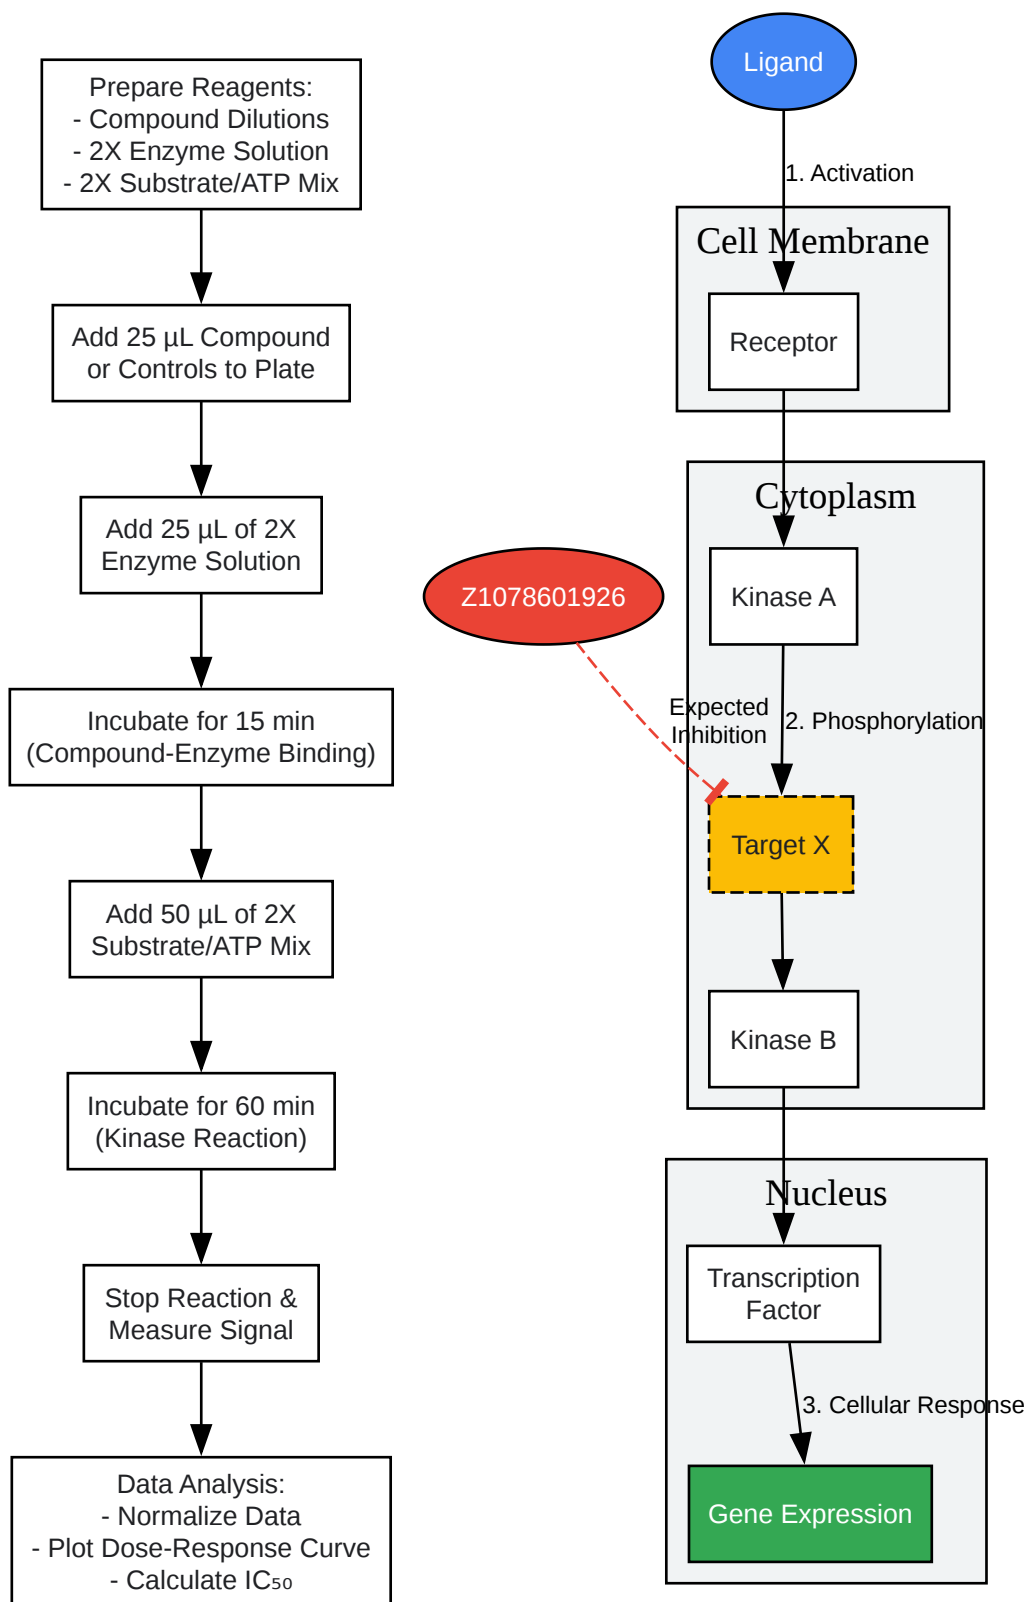 Prepare Reagents:
- Compound Dilutions
- 2X Enzyme Solution
- 2X Substrate/ATP Mix
Add 25 µL Compound
or Controls to Plate
Add 25 µL of 2X
Enzyme Solution
Incubate for 15 min
(Compound-Enzyme Binding)
Add 50 µL of 2X
Substrate/ATP Mix
Incubate for 60 min
(Kinase Reaction)
Stop Reaction &
Measure Signal
Data Analysis:
- Normalize Data
- Plot Dose-Response Curve
- Calculate IC₅₀
Ligand
1. Activation
Cell Membrane
Receptor
Cytoplasm
Kinase A
Z1078601926
Expected
Inhibition
2. Phosphorylation
Target X
Kinase B
Nucleus
Transcription
Factor
3. Cellular Response
Gene Expression